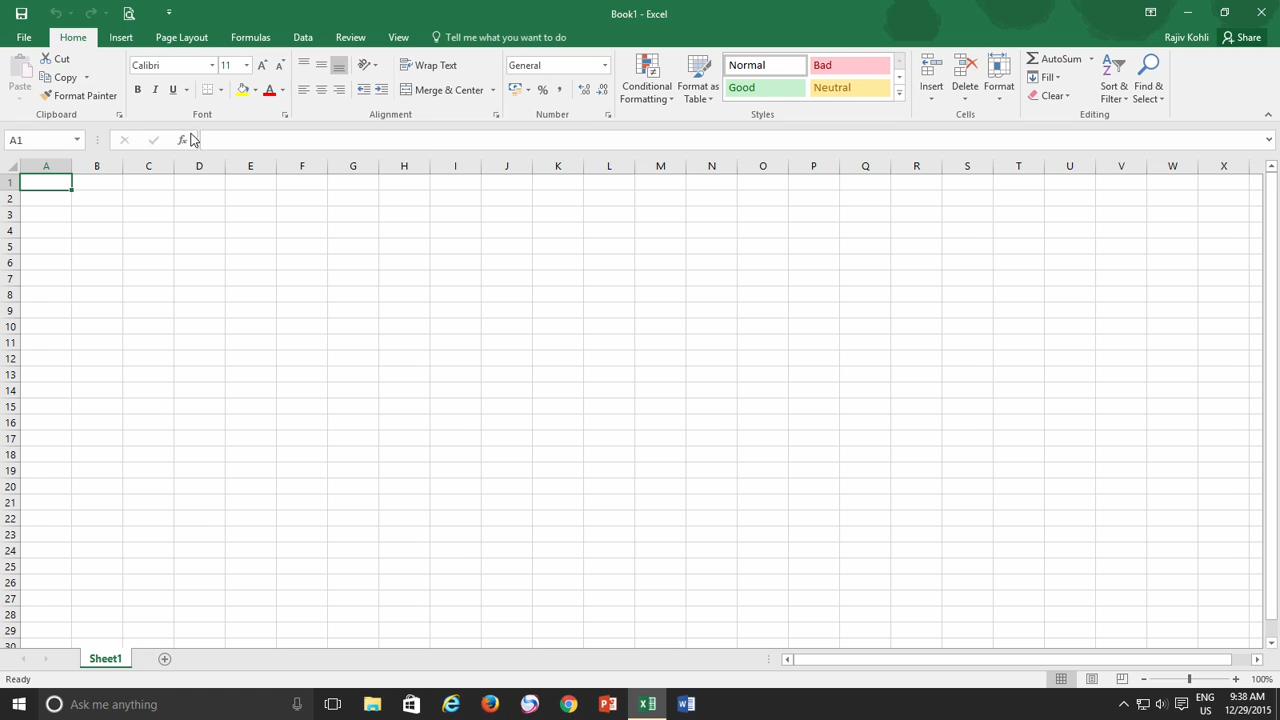 Book1 - Excel
File Home Insert Page Layout Formulas Data Review View Tell me what you want to do Rajiv Kohli Share
Paste Cut Copy Format Painter
Clipboard
Calibri 11
B I U A
Font
Wrap Text
Merge & Center
Alignment
General
%
Number
Conditional Formatting
Format as Table
Normal Bad
Good Neutral
Styles
Insert Delete Format
Cells
AutoSum
Fill
Clear
Sort & Filter
Find & Select
Editing
A1 fx
A B C D E F G H I J K L M N O P Q R S T U V W X
1
2
3
4
5
6
7
8
9
10
11
12
13
14
15
16
17
18
19
20
21
22
23
24
25
26
27
28
29
30
Sheet1
Ready 100%
Ask me anything ENG US 9:38 AM 12/29/2015